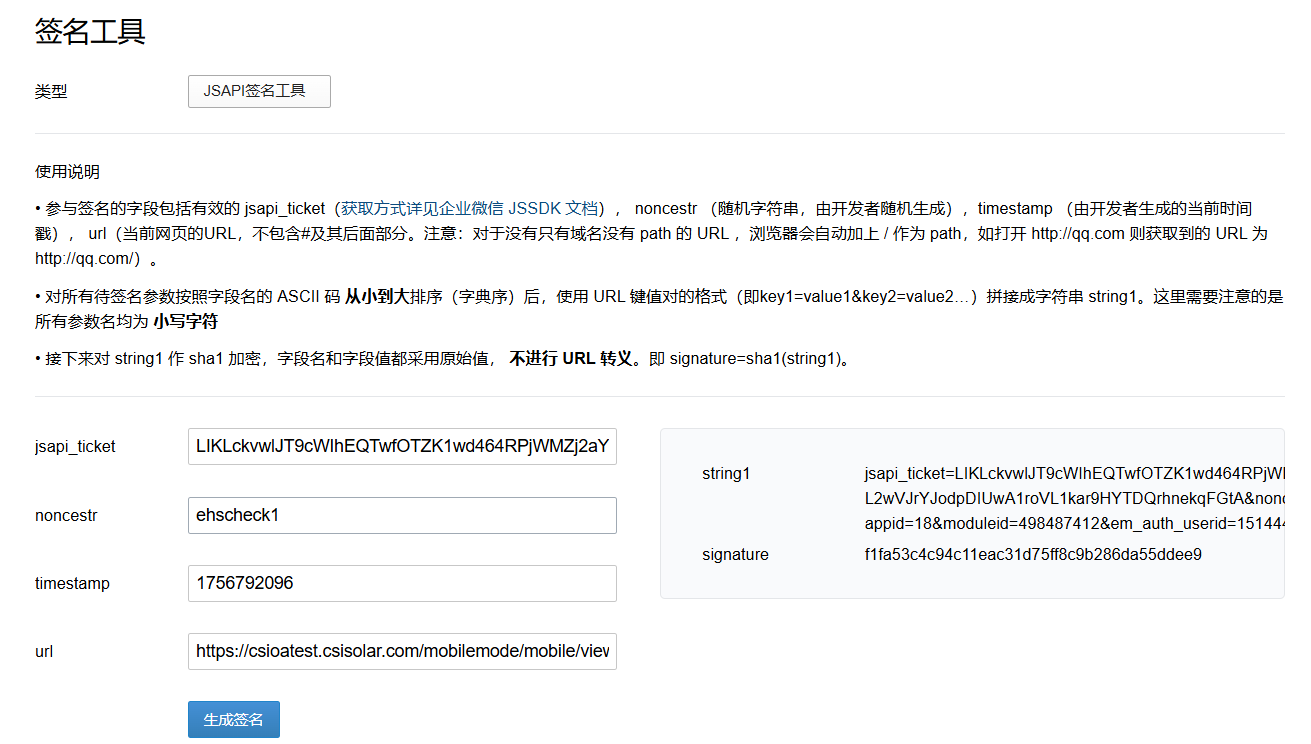 签名工具
类型
JSAPI签名工具
使用说明
• 参与签名的字段包括有效的 jsapi_ticket（获取方式详见企业微信 JSSDK 文档）， noncestr （随机字符串，由开发者随机生成）, timestamp （由开发者生成的当前时间
戳）， url（当前网页的URL，不包含#及其后面部分。注意：对于没有只有域名没有 path 的 URL ，浏览器会自动加上 / 作为 path，如打开 http://qq.com 则获取到的 URL 为
http://qq.com/）。
• 对所有待签名参数按照字段名的 ASCII 码 从小到大排序（字典序）后，使用 URL 键值对的格式（即key1=value1&key2=value2…）拼接成字符串 string1。这里需要注意的是
所有参数名均为 小写字符
• 接下来对 string1 作 sha1 加密，字段名和字段值都采用原始值， 不进行 URL 转义。即 signature=sha1(string1)。
jsapi_ticket
LIKLckvwlJT9cWIhEQTwfOTZK1wd464RPjWMZj2aY
noncestr
ehscheck1
timestamp
1756792096
url
https://csioatest.csisolar.com/mobilemode/mobile/view
生成签名
string1
jsapi_ticket=LIKLckvwlJT9cWIhEQTwfOTZK1wd464RPjW
L2wVJrYJodpDIUwA1roVL1kar9HYTDQrhnekqFGtA&non
appid=18&moduleid=498487412&em_auth_userid=15144
signature
f1fa53c4c94c11eac31d75ff8c9b286da55ddee9